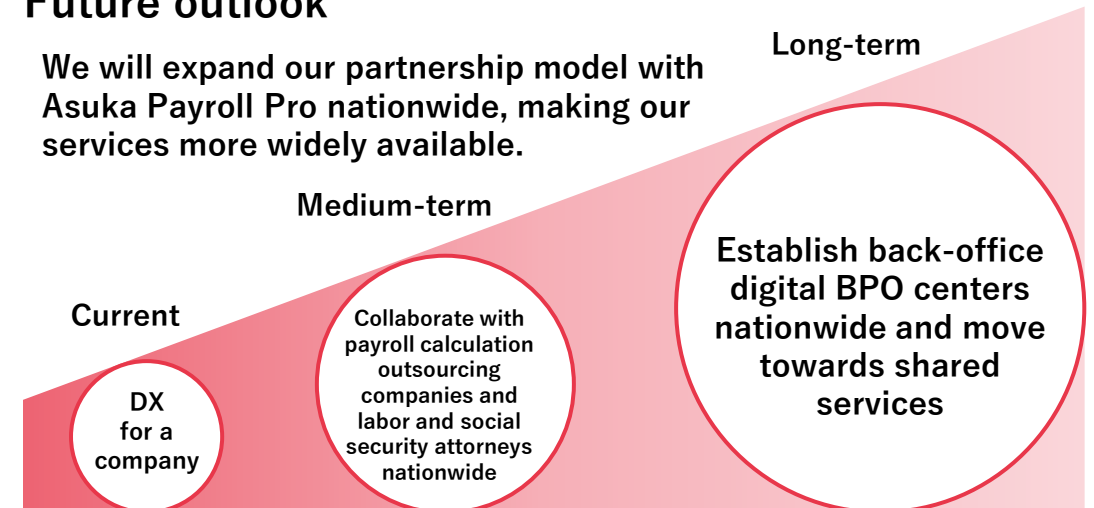 Future outlook
We will expand our partnership model with
Asuka Payroll Pro nationwide, making our
services more widely available.
Current
DX
for a
company
Medium-term
Collaborate with
payroll calculation
outsourcing
companies and
labor and social
security attorneys
nationwide
Long-term
Establish back-office
digital BPO centers
nationwide and move
towards shared
services